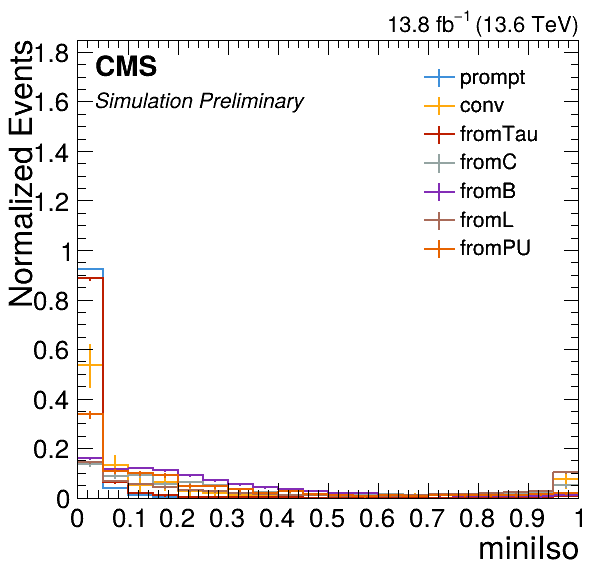 13.8 fb⁻¹ (13.6 TeV)
CMS
Simulation Preliminary
Normalized Events
1.8
1.6
1.4
1.2
1
0.8
0.6
0.4
0.2
0
prompt
conv
fromTau
fromC
fromB
fromL
fromPU
0 0.1 0.2 0.3 0.4 0.5 0.6 0.7 0.8 0.9 1
miniIso